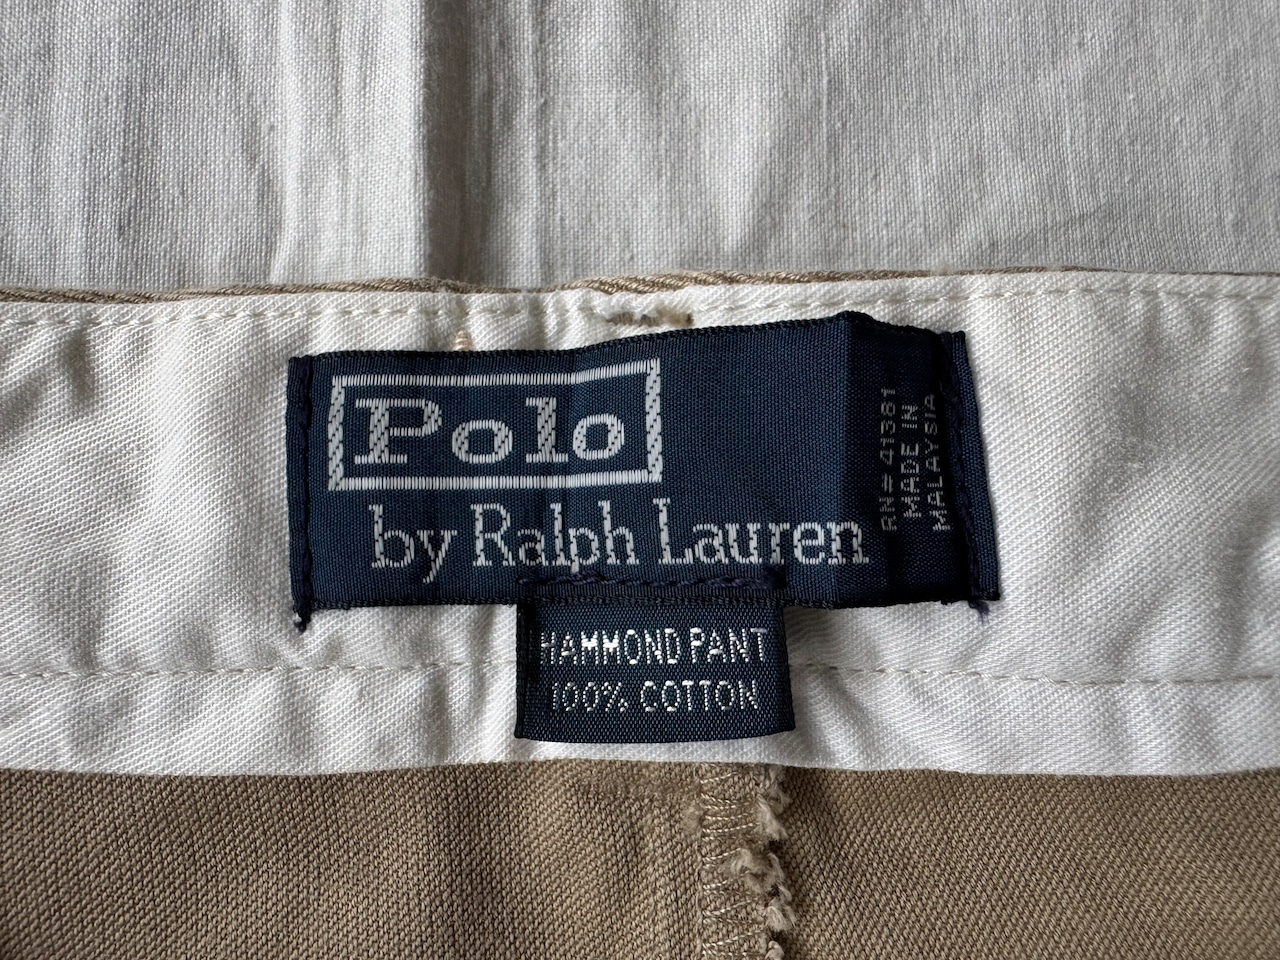 Polo
by Ralph Lauren
RN# 41381
MADE IN
MALAYSIA
HAMMOND PANT
100% COTTON